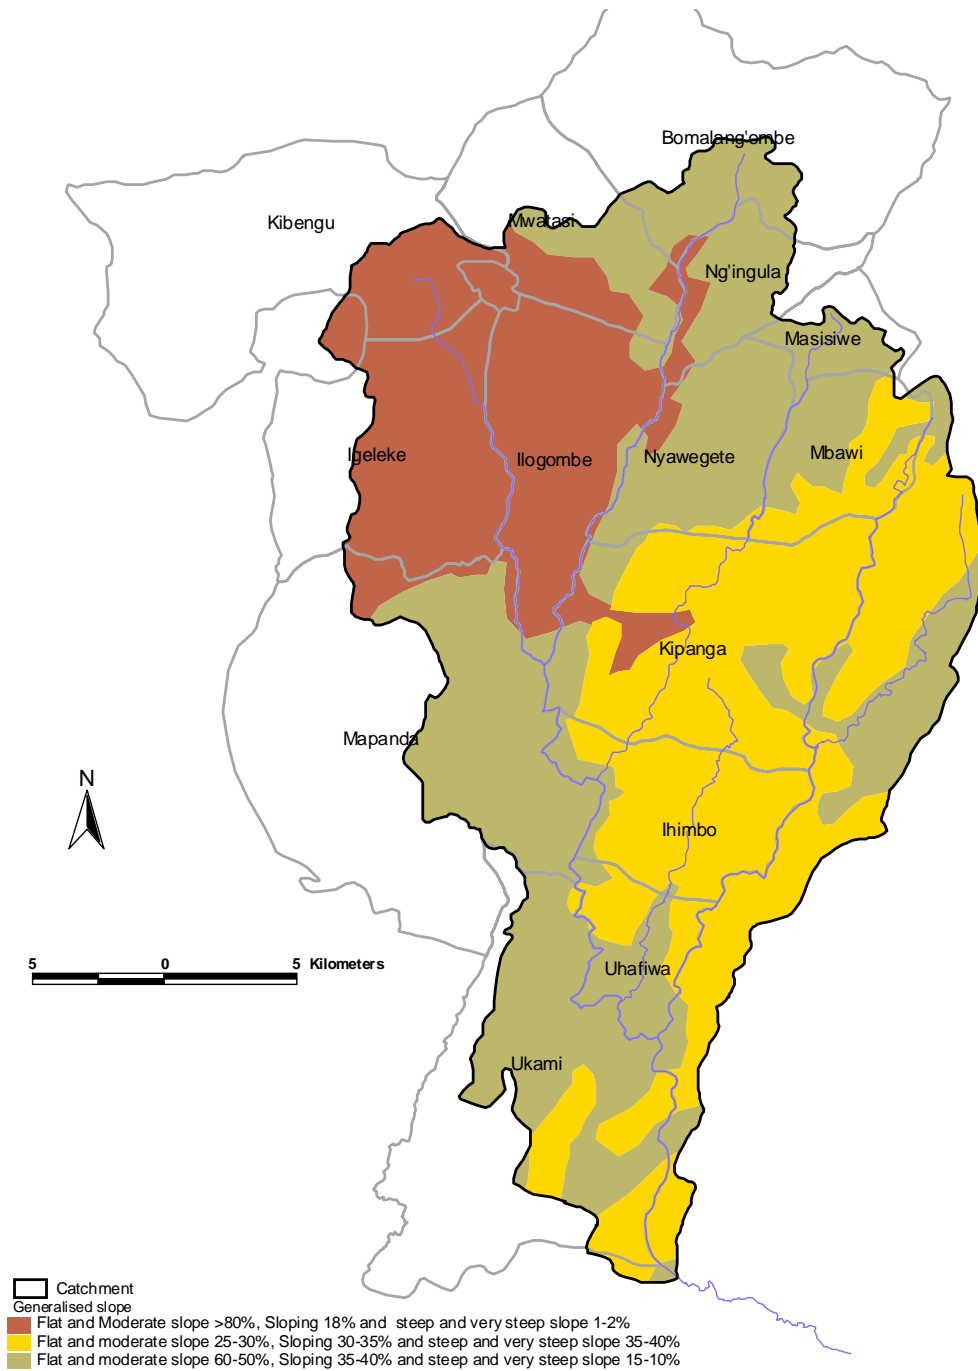 Bomalang'ombe
Kibengu
Mwatasi
Ng'ingula
Masisiwe
Igeleke
Ilogombe
Nyawegete
Mbawi
Kipanga
Mapanda
N
Ihimbo
5 0 5 Kilometers
Uhafiwa
Ukami
Catchment
Generalised slope
Flat and Moderate slope >80%, Sloping 18% and steep and very steep slope 1-2%
Flat and moderate slope 25-30%, Sloping 30-35% and steep and very steep slope 35-40%
Flat and moderate slope 60-50%, Sloping 35-40% and steep and very steep slope 15-10%